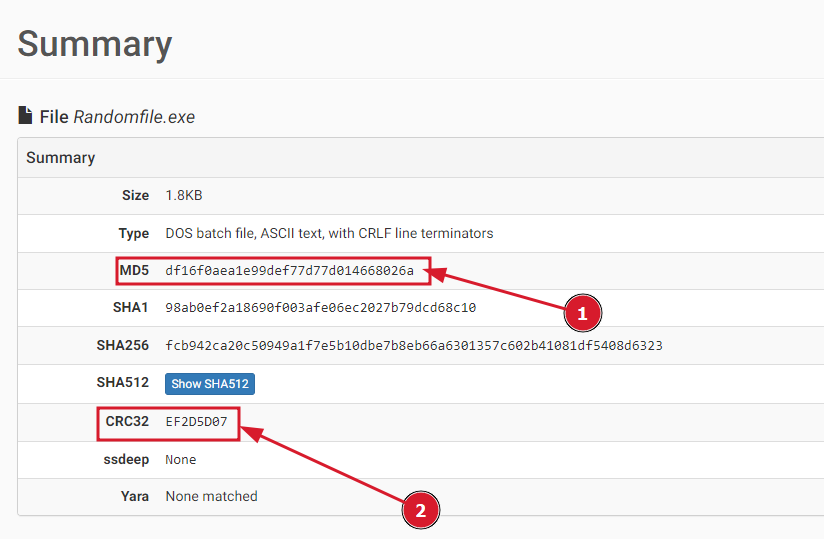 Summary
File Randomfile.exe
Summary
Size 1.8KB
Type DOS batch file, ASCII text, with CRLF line terminators
MD5 df16f0aea1e99def77d77d014668026a
1
SHA1 98ab0ef2a18690f003afe06ec2027b79dcd68c10
SHA256 fcb942ca20c50949a1f7e5b10dbe7b8eb66a6301357c602b41081df5408d6323
SHA512 Show SHA512
CRC32 EF2D5D07
ssdeep None
Yara None matched
2